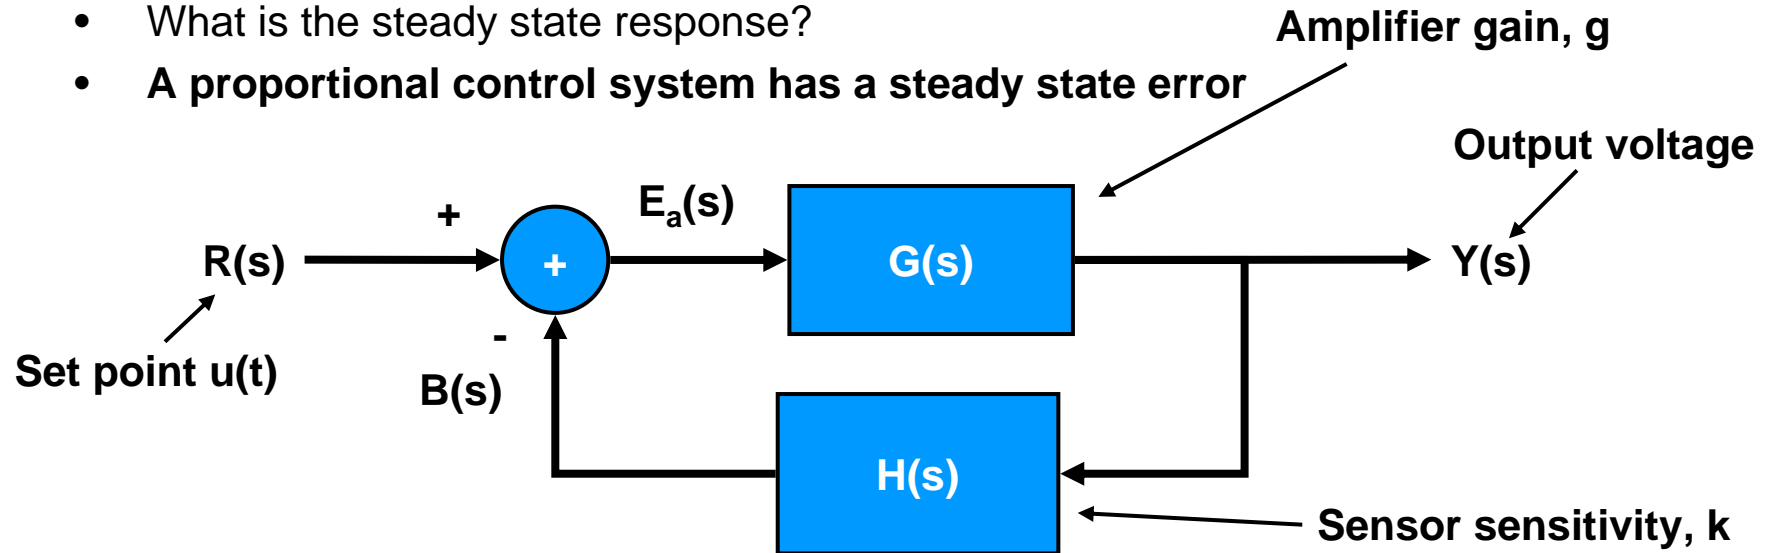 • What is the steady state response?
Amplifier gain, g
• A proportional control system has a steady state error
Output voltage
+
Ea(s)
R(s)
+
G(s)
Y(s)
-
Set point u(t)
B(s)
H(s)
Sensor sensitivity, k